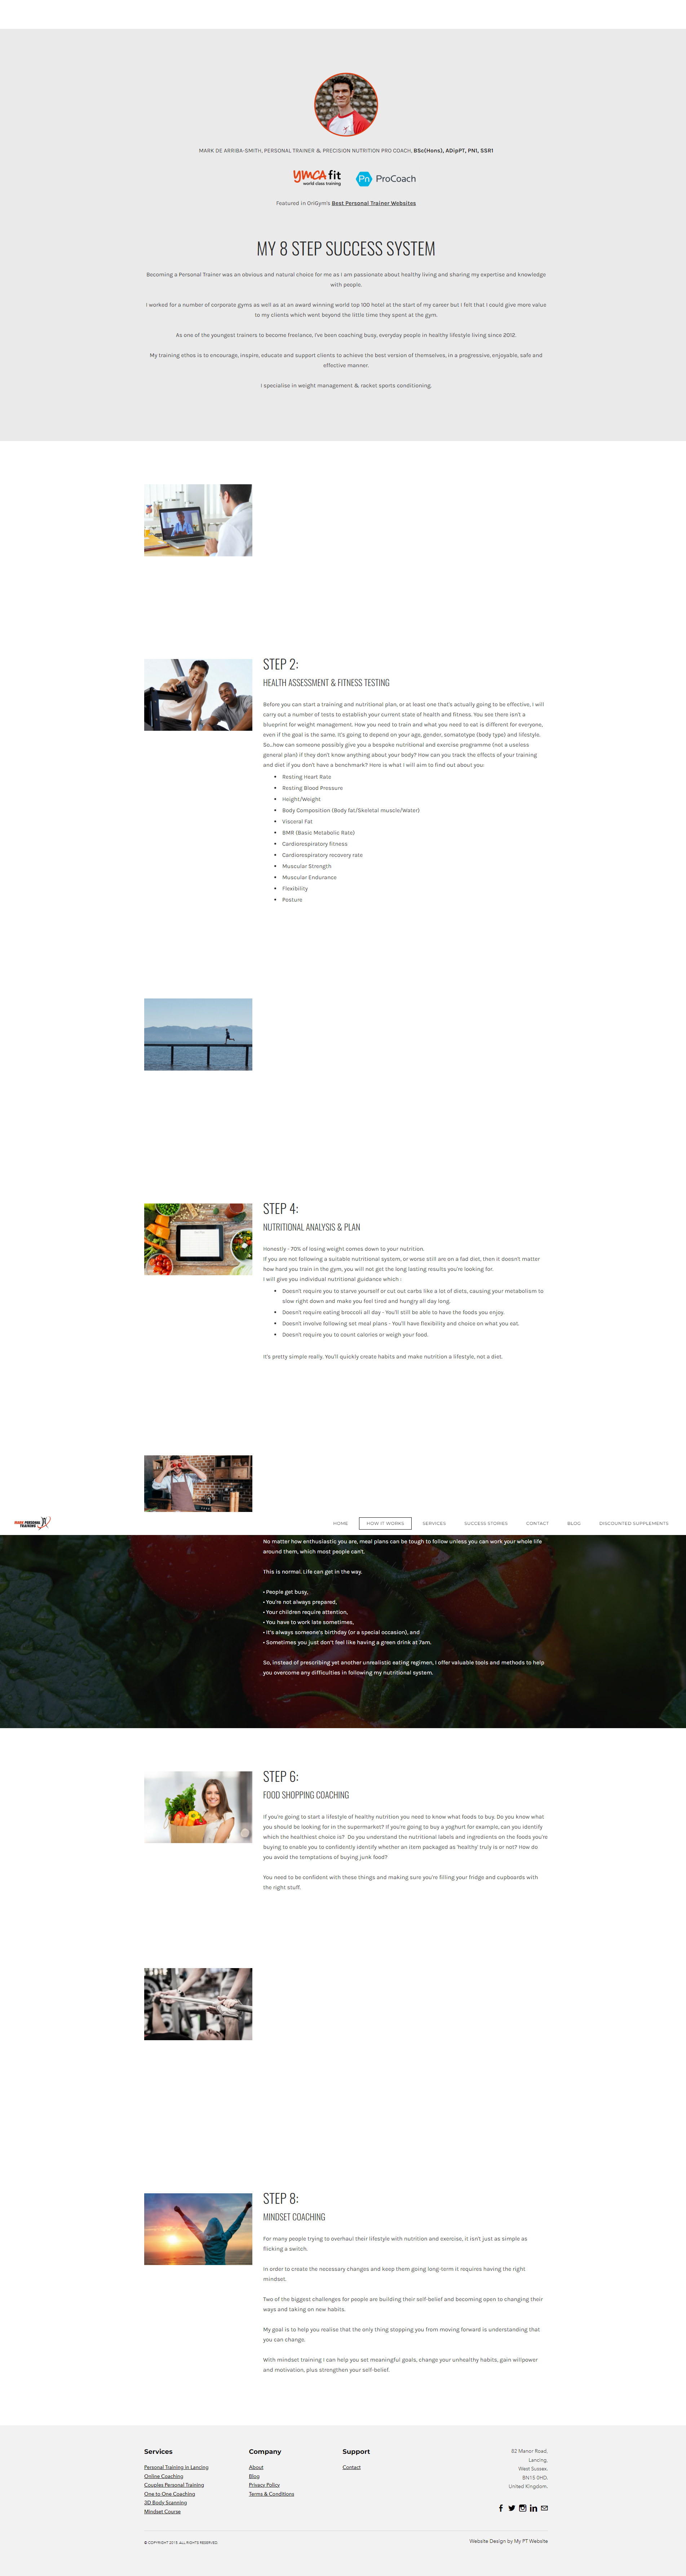 MARK DE ARRIBA-SMITH, PERSONAL TRAINER & PRECISION NUTRITION PRO COACH, BSc(Hons), ADipPT, PN1, SSR1
ymcafit
world class training
Pn ProCoach
Featured in OriGym's Best Personal Trainer Websites
MY 8 STEP SUCCESS SYSTEM
Becoming a Personal Trainer was an obvious and natural choice for me as I am passionate about healthy living and sharing my expertise and knowledge
with people.
I worked for a number of corporate gyms as well as at an award winning world top 100 hotel at the start of my career but I felt that I could give more value
to my clients which went beyond the little time they spent at the gym.
As one of the youngest trainers to become freelance, I've been coaching busy, everyday people in healthy lifestyle living since 2012.
My training ethos is to encourage, inspire, educate and support clients to achieve the best version of themselves, in a progressive, enjoyable, safe and
effective manner.
I specialise in weight management & racket sports conditioning.
STEP 2:
HEALTH ASSESSMENT & FITNESS TESTING
Before you can start a training and nutritional plan, or at least one that's actually going to be effective, I will
carry out a number of tests to establish your current state of health and fitness. You see there isn't a
blueprint for weight management. How you need to train and what you need to eat is different for everyone,
even if the goal is the same. It's going to depend on your age, gender, somatotype (body type) and lifestyle.
So...how can someone possibly give you a bespoke nutritional and exercise programme (not a useless
general plan) if they don't know anything about your body? How can you track the effects of your training
and diet if you don't have a benchmark? Here is what I will aim to find out about you:
• Resting Heart Rate
• Resting Blood Pressure
• Height/Weight
• Body Composition (Body fat/Skeletal muscle/Water)
• Visceral Fat
• BMR (Basic Metabolic Rate)
• Cardiorespiratory fitness
• Cardiorespiratory recovery rate
• Muscular Strength
• Muscular Endurance
• Flexibility
• Posture
STEP 4:
NUTRITIONAL ANALYSIS & PLAN
Honestly - 70% of losing weight comes down to your nutrition.
If you are not following a suitable nutritional system, or worse still are on a fad diet, then it doesn't matter
how hard you train in the gym, you will not get the long lasting results you're looking for.
I will give you individual nutritional guidance which :
• Doesn't require you to starve yourself or cut out carbs like a lot of diets, causing your metabolism to
slow right down and make you feel tired and hungry all day long.
• Doesn't require eating broccoli all day - You'll still be able to have the foods you enjoy.
• Doesn't involve following set meal plans - You'll have flexibility and choice on what you eat.
• Doesn't require you to count calories or weigh your food.
It's pretty simple really. You'll quickly create habits and make nutrition a lifestyle, not a diet.
MARK PERSONAL
TRAINING
HOME
HOW IT WORKS
SERVICES
SUCCESS STORIES
CONTACT
BLOG
DISCOUNTED SUPPLEMENTS
No matter how enthusiastic you are, meal plans can be tough to follow unless you can work your whole life
around them, which most people can't.
This is normal. Life can get in the way.
• People get busy,
• You're not always prepared,
• Your children require attention,
• You have to work late sometimes,
• It's always someone's birthday (or a special occasion), and
• Sometimes you just don't feel like having a green drink at 7am.
So, instead of prescribing yet another unrealistic eating regimen, I offer valuable tools and methods to help
you overcome any difficulties in following my nutritional system.
STEP 6:
FOOD SHOPPING COACHING
If you're going to start a lifestyle of healthy nutrition you need to know what foods to buy. Do you know what
you should be looking for in the supermarket? If you're going to buy a yoghurt for example, can you identify
which the healthiest choice is? Do you understand the nutritional labels and ingredients on the foods you're
buying to enable you to confidently identify whether an item packaged as 'healthy' truly is or not? How do
you avoid the temptations of buying junk food?
You need to be confident with these things and making sure you're filling your fridge and cupboards with
the right stuff.
STEP 8:
MINDSET COACHING
For many people trying to overhaul their lifestyle with nutrition and exercise, it isn't just as simple as
flicking a switch.
In order to create the necessary changes and keep them going long-term it requires having the right
mindset.
Two of the biggest challenges for people are building their self-belief and becoming open to changing their
ways and taking on new habits.
My goal is to help you realise that the only thing stopping you from moving forward is understanding that
you can change.
With mindset training I can help you set meaningful goals, change your unhealthy habits, gain willpower
and motivation, plus strengthen your self-belief.
Services
Personal Training in Lancing
Online Coaching
Couples Personal Training
One to One Coaching
3D Body Scanning
Mindset Course
Company
About
Blog
Privacy Policy
Terms & Conditions
Support
Contact
82 Manor Road,
Lancing,
West Sussex,
BN15 0HD,
United Kingdom.
© COPYRIGHT 2015. ALL RIGHTS RESERVED.
Website Design by My PT Website